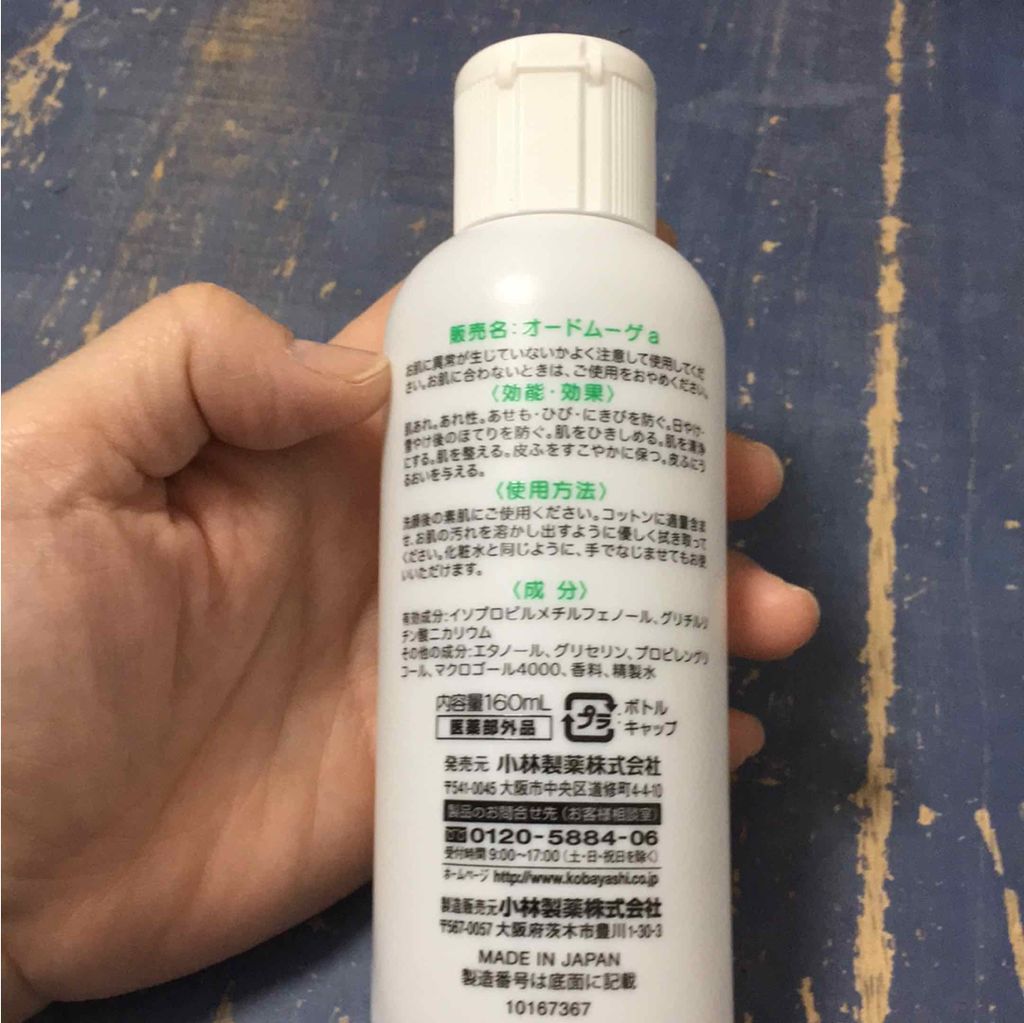 販売名:オードムーゲa
お肌に異常が生じていないかよく注意して使用してくだ
さい。お肌に合わないときは、ご使用をおやめください。
〈効能・効果〉
肌あれ。あれ性。あせも・ひび・にきびを防ぐ。日やけ・
雪やけ後のほてりを防ぐ。肌をひきしめる。肌を清浄
にする。肌を整える。皮ふをすこやかに保つ。皮ふにう
るおいを与える。
〈使用方法〉
洗顔後の素肌にご使用ください。コットンに適量含ま
せ、お肌の汚れを溶かし出すように優しく拭き取って
ください。化粧水と同じように、手でなじませてもお使
いいただけます。
〈成 分〉
有効成分:イソプロピルメチルフェノール、グリチルリ
チン酸二カリウム
その他の成分:エタノール、グリセリン、プロピレングリ
コール、マクロゴール4000、香料、精製水
内容量160mL
医薬部外品
プラ
:ボトル
キャップ
発売元 小林製薬株式会社
〒541-0045 大阪市中央区道修町4-4-10
製品のお問合せ先(お客様相談室)
0120-5884-06
受付時間 9:00〜17:00(土・日・祝日を除く)
ホームページ http://www.kobayashi.co.jp
製造販売元 小林製薬株式会社
〒567-0057 大阪府茨木市豊川1-30-3
MADE IN JAPAN
製造番号は底面に記載
10167367